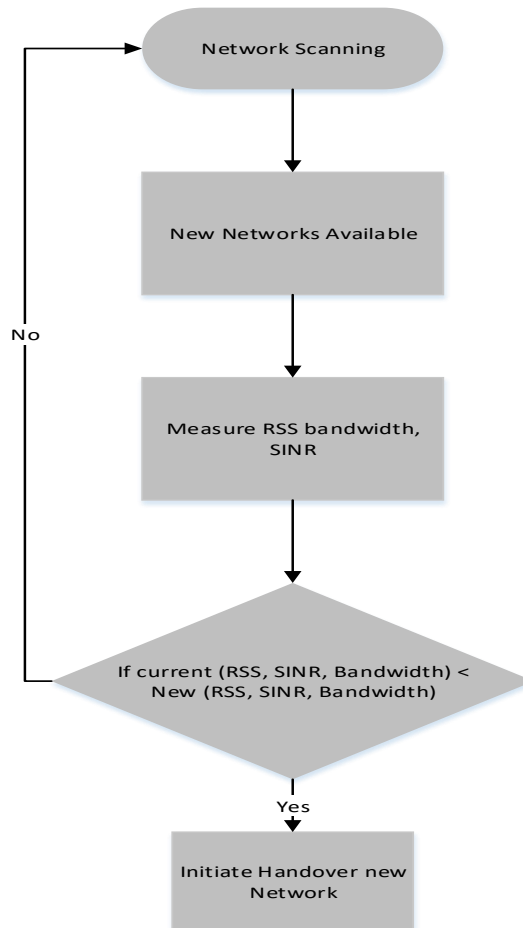 Network Scanning
New Networks Available
No
Measure RSS bandwidth,
SINR
If current (RSS, SINR, Bandwidth) <
New (RSS, SINR, Bandwidth)
Yes
Initiate Handover new
Network